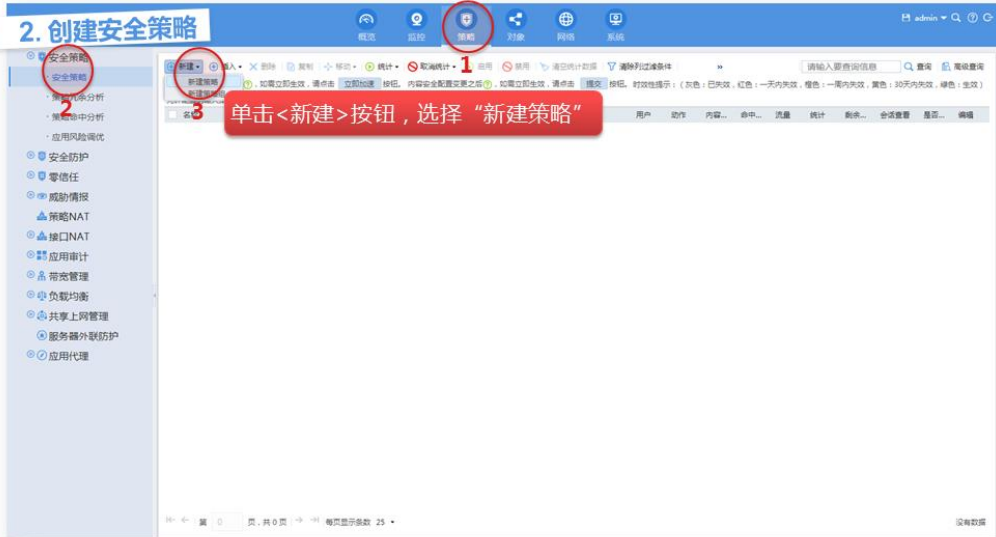 2. 创建安全策略
概览 监控 策略 对象 网络 系统
admin
1
安全策略
安全策略
2
策略冗余分析
策略命中分析
应用风险调优
安全防护
零信任
威胁情报
策略NAT
接口NAT
应用审计
带宽管理
负载均衡
共享上网管理
服务器外联防护
应用代理
新建 插入 删除 复制 移动 统计 取消统计 启用 禁用 清空统计数据 清除列过滤条件 » 请输入要查询信息 查询 高级查询
新建策略
新建策略组
3
,如需立即生效,请点击 立即加速 按钮。内容安全配置变更之后 ,如需立即生效,请点击 提交 按钮。时效性提示:(灰色:已失效,红色:一天内失效,橙色:一周内失效,黄色:30天内失效,绿色:生效)
单击<新建>按钮,选择“新建策略”
用户 动作 内容... 命中... 流量 统计 剩余... 会话查看 是否... 编辑
第 0 页,共0页 每页显示条数 25 没有数据